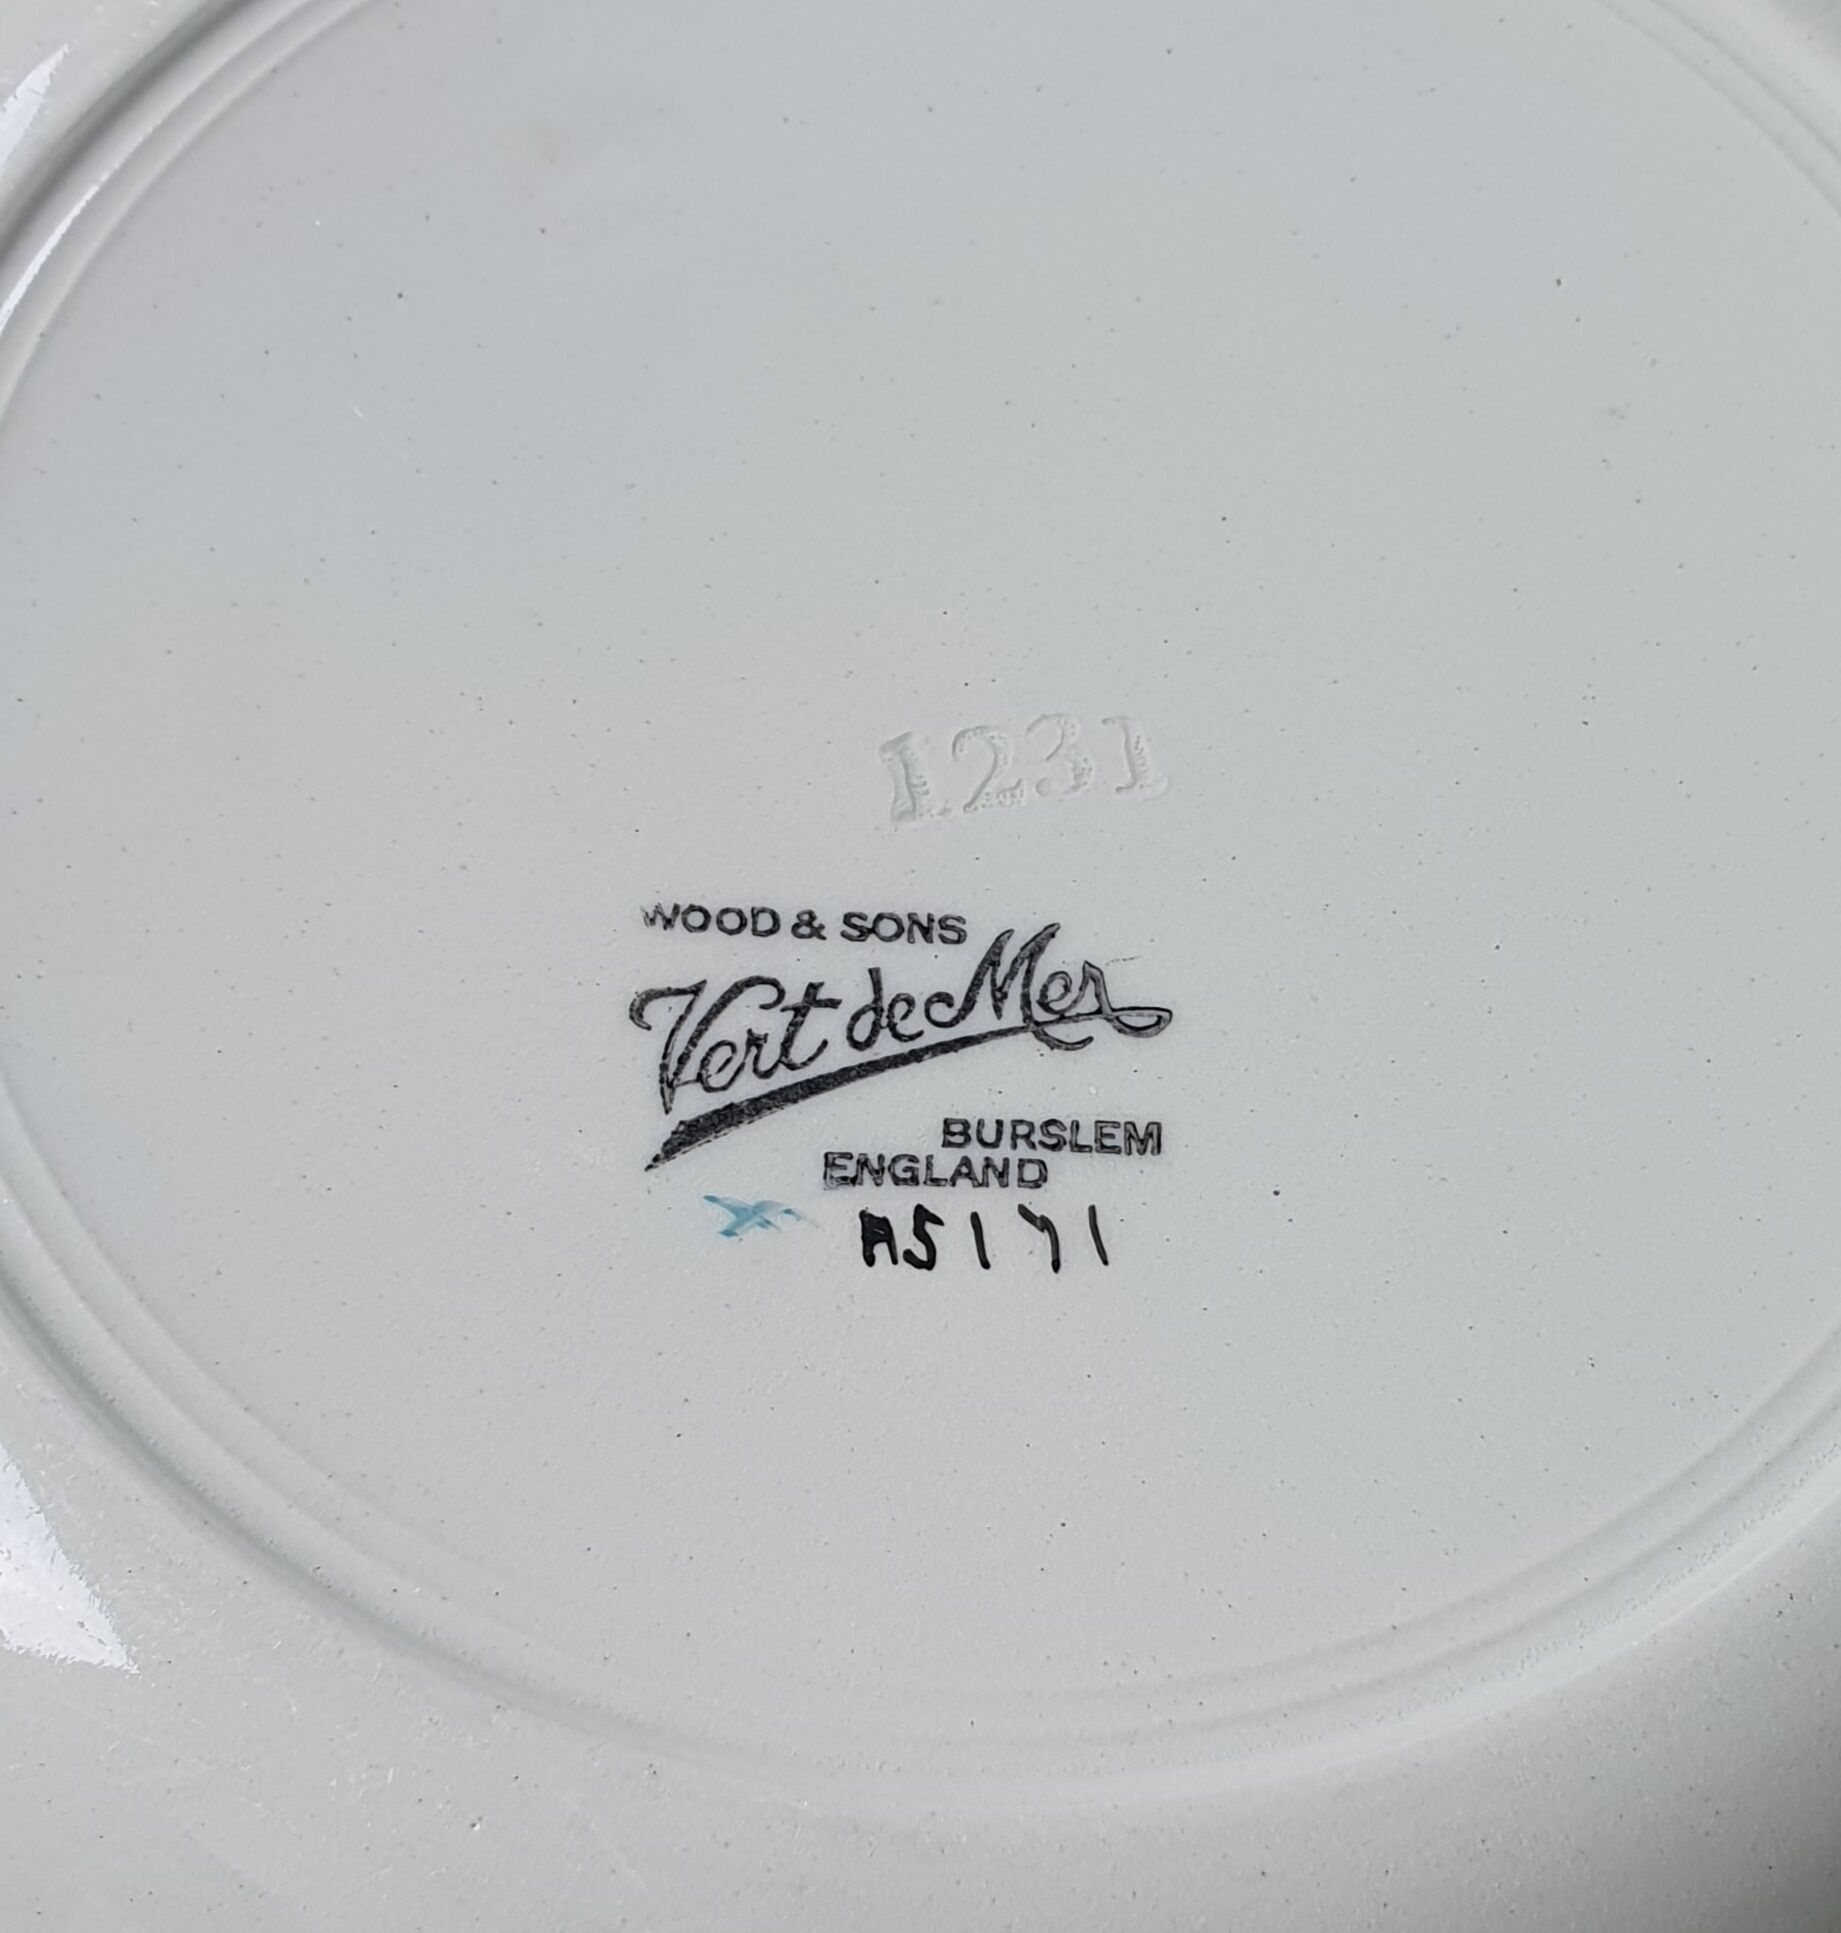 1231
WOOD & SONS
Vert de Mer
BURSLEM
ENGLAND
A5171